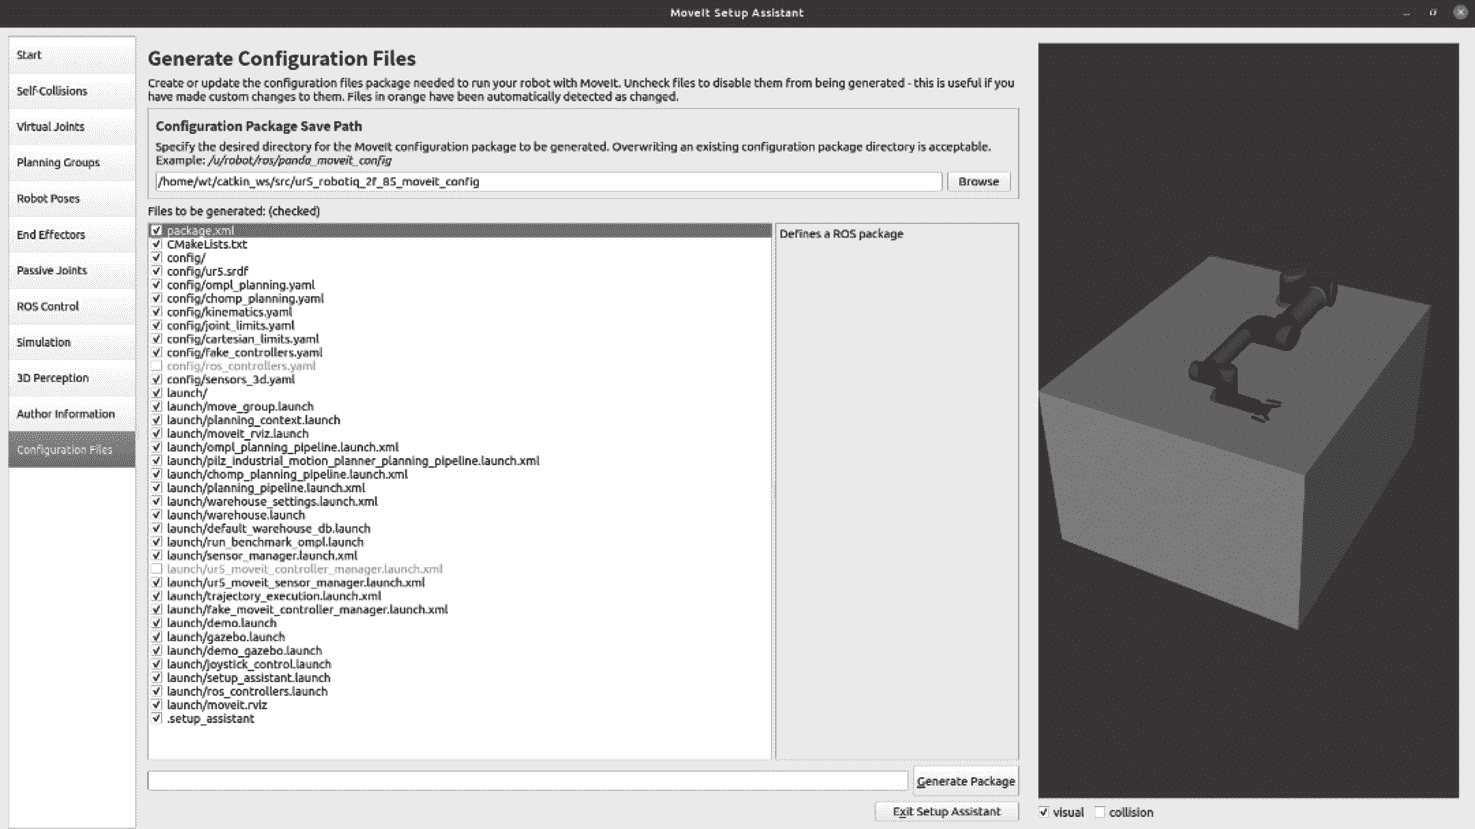 MoveIt Setup Assistant
Start
Self-Collisions
Virtual Joints
Planning Groups
Robot Poses
End Effectors
Passive Joints
ROS Control
Simulation
3D Perception
Author Information
Configuration Files
Generate Configuration Files
Create or update the configuration files package needed to run your robot with MoveIt. Uncheck files to disable them from being generated - this is useful if you
have made custom changes to them. Files in orange have been automatically detected as changed.
Configuration Package Save Path
Specify the desired directory for the MoveIt configuration package to be generated. Overwriting an existing configuration package directory is acceptable.
Example: /u/robot/ros/panda_moveit_config
/home/wt/catkin_ws/src/ur5_robotiq_2f_85_moveit_config
Browse
Files to be generated: (checked)
package.xml
CMakeLists.txt
config/
config/ur5.srdf
config/ompl_planning.yaml
config/chomp_planning.yaml
config/kinematics.yaml
config/joint_limits.yaml
config/cartesian_limits.yaml
config/fake_controllers.yaml
config/ros_controllers.yaml
config/sensors_3d.yaml
launch/
launch/move_group.launch
launch/planning_context.launch
launch/moveit_rviz.launch
launch/ompl_planning_pipeline.launch.xml
launch/pilz_industrial_motion_planner_planning_pipeline.launch.xml
launch/chomp_planning_pipeline.launch.xml
launch/planning_pipeline.launch.xml
launch/warehouse_settings.launch.xml
launch/warehouse.launch
launch/default_warehouse_db.launch
launch/run_benchmark_ompl.launch
launch/sensor_manager.launch.xml
launch/ur5_moveit_controller_manager.launch.xml
launch/ur5_moveit_sensor_manager.launch.xml
launch/trajectory_execution.launch.xml
launch/fake_moveit_controller_manager.launch.xml
launch/demo.launch
launch/gazebo.launch
launch/demo_gazebo.launch
launch/joystick_control.launch
launch/setup_assistant.launch
launch/ros_controllers.launch
launch/moveit.rviz
.setup_assistant
Defines a ROS package
Generate Package
Exit Setup Assistant
visual
collision